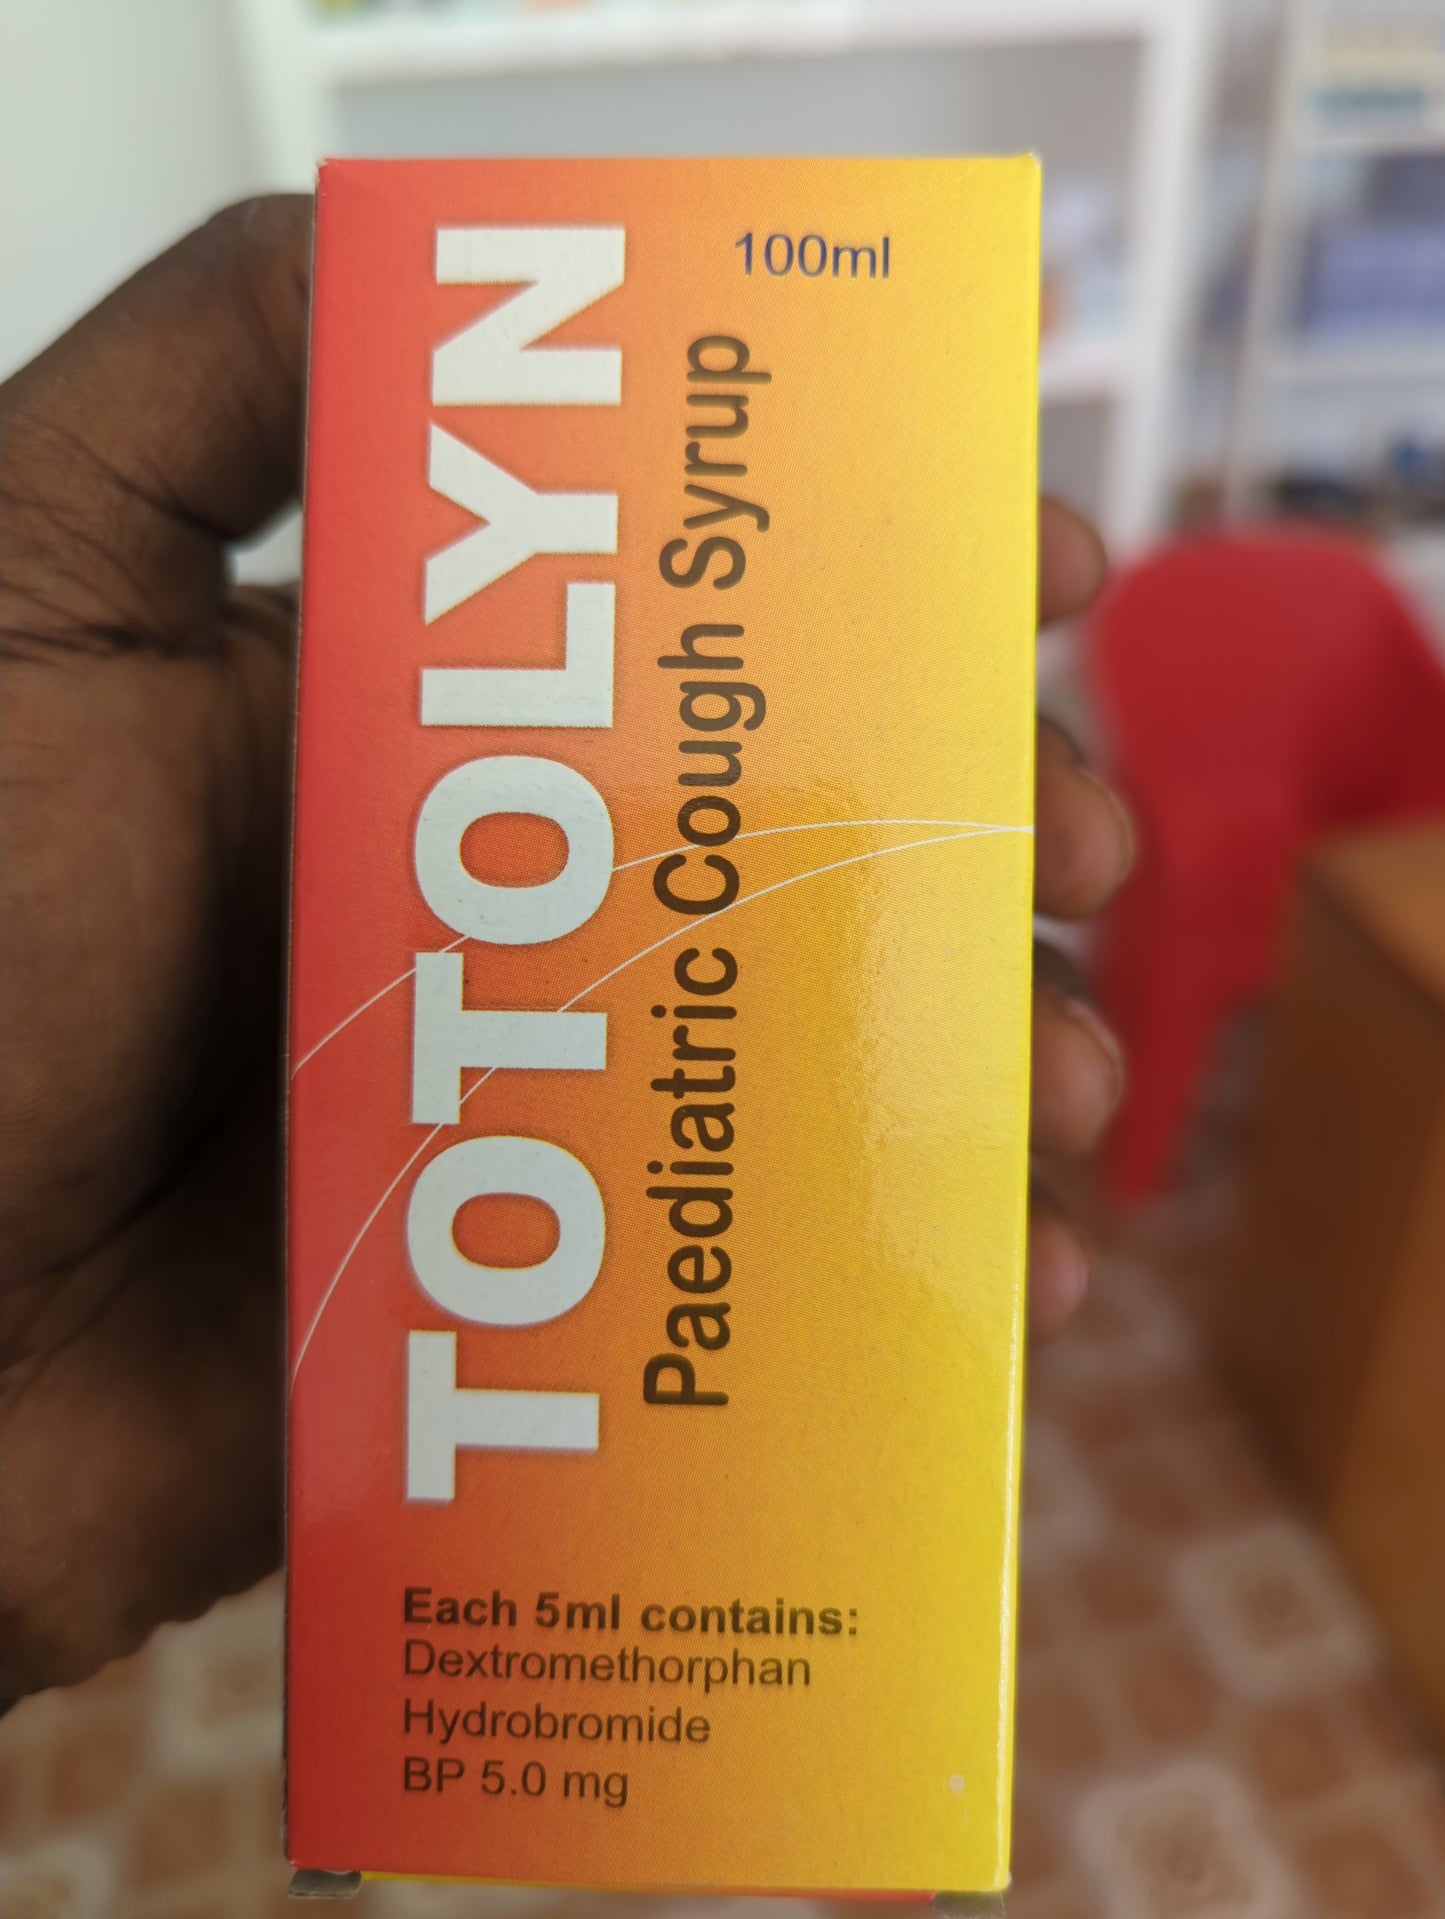 TOTOLYN
Paediatric Cough Syrup
100ml
Each 5ml contains:
Dextromethorphan
Hydrobromide
BP 5.0 mg